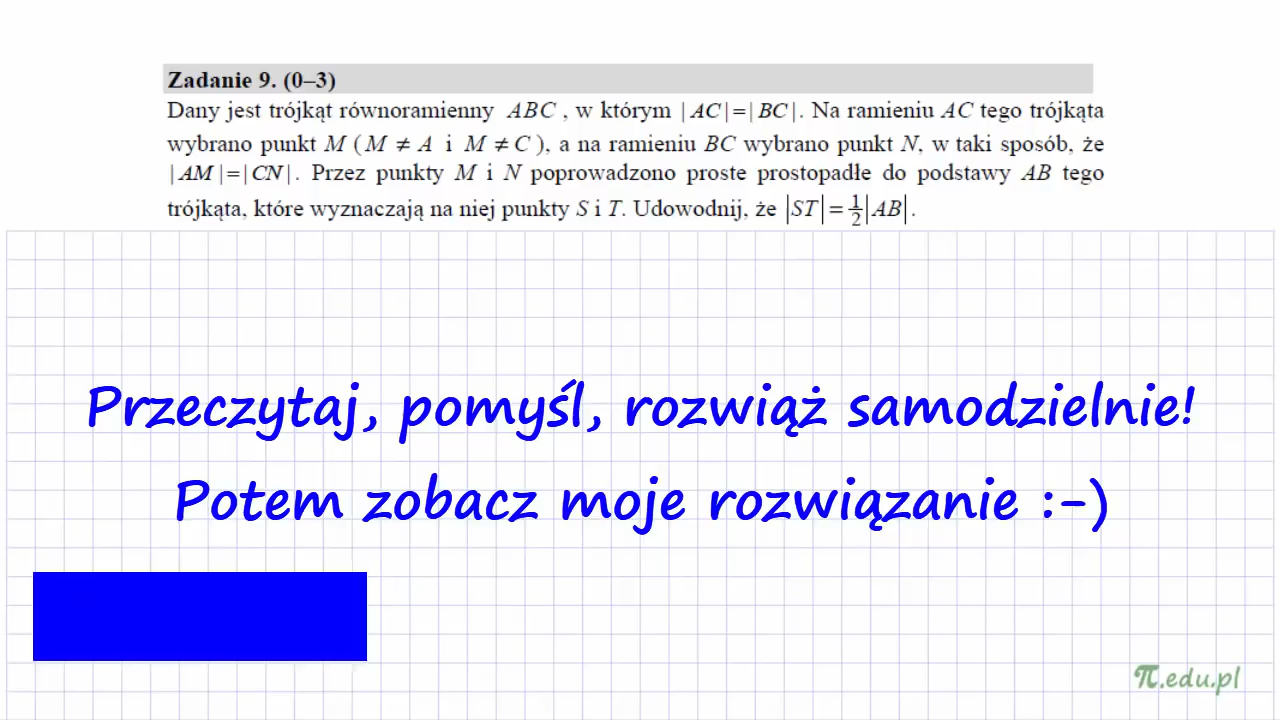 Zadanie 9. (0–3)
Dany jest trójkąt równoramienny ABC , w którym |AC|=|BC|. Na ramieniu AC tego trójkąta
wybrano punkt M (M ≠ A i M ≠ C), a na ramieniu BC wybrano punkt N, w taki sposób, że
|AM|=|CN|. Przez punkty M i N poprowadzono proste prostopadłe do podstawy AB tego
trójkąta, które wyznaczają na niej punkty S i T. Udowodnij, że |ST|=½|AB|.
Przeczytaj, pomyśl, rozwiąż samodzielnie!
Potem zobacz moje rozwiązanie :-)
π.edu.pl